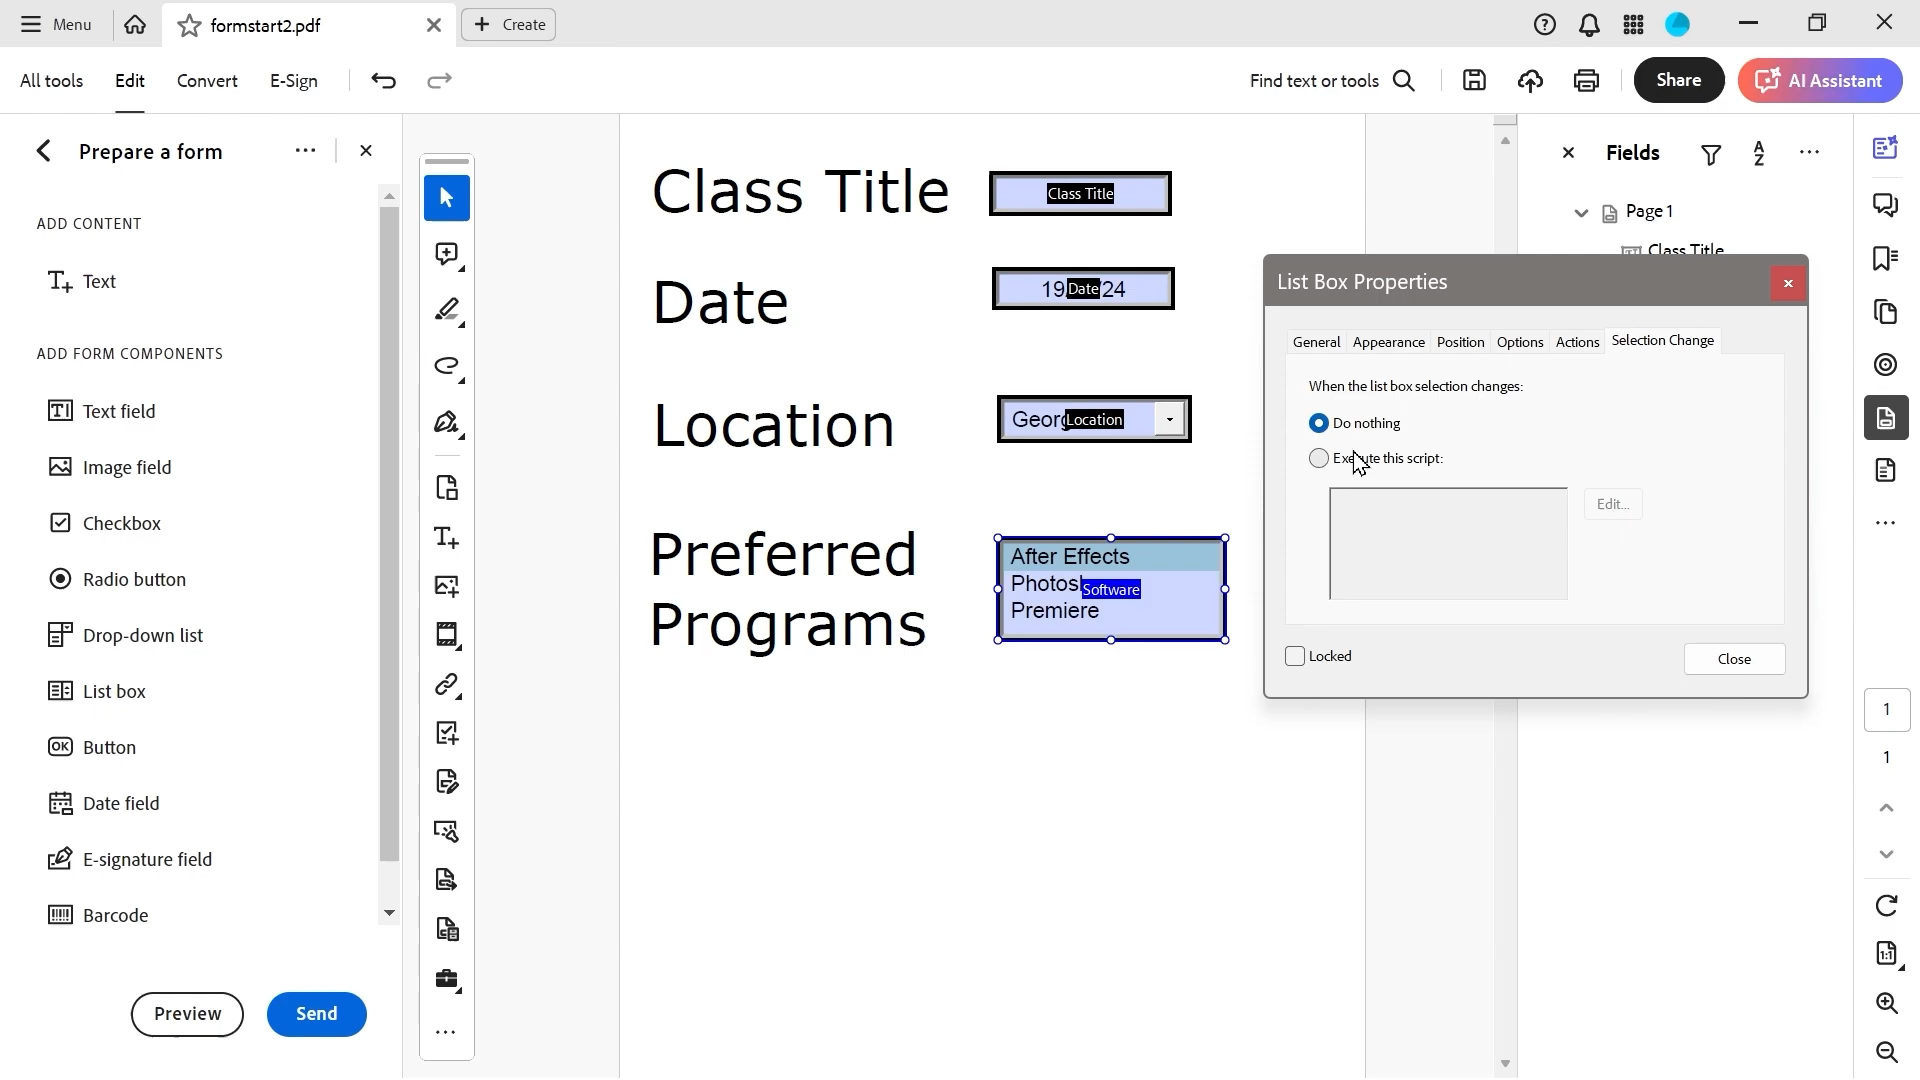 Menu
formstart2.pdf
Create
All tools
Edit
Convert
E-Sign
Find text or tools
Share
AI Assistant
Prepare a form
ADD CONTENT
Text
ADD FORM COMPONENTS
Text field
Image field
Checkbox
Radio button
Drop-down list
List box
OK Button
Date field
E-signature field
Barcode
Preview
Send
Class Title
Class Title
Date
Date
Location
Location
Preferred
Programs
After Effects
Software
Premiere
Fields
Page 1
Class Title
List Box Properties
General
Appearance
Position
Options
Actions
Selection Change
When the list box selection changes:
Do nothing
Execute this script:
Edit...
Locked
Close
1
1
1:1